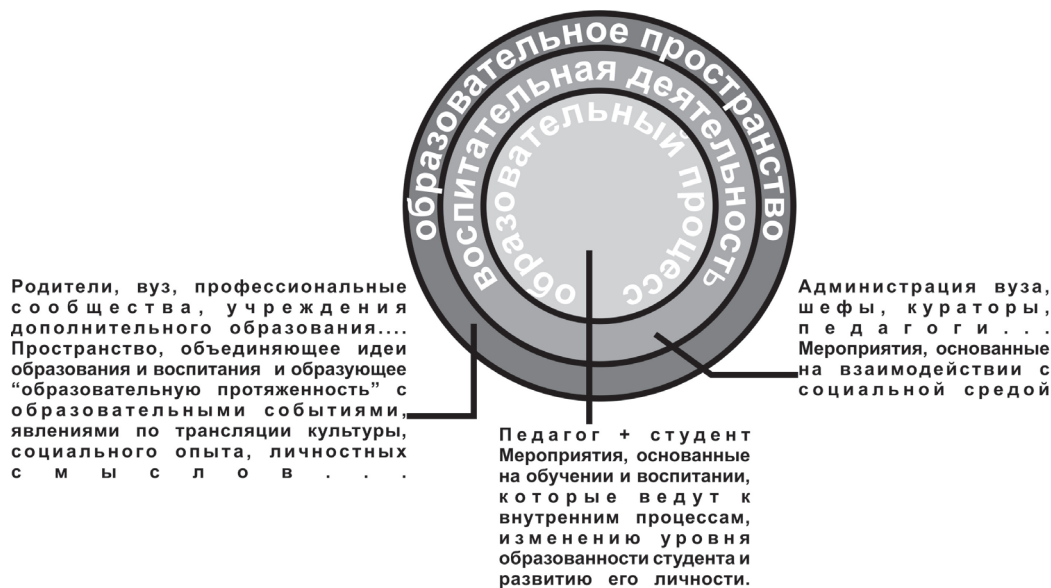 образовательное пространство
воспитательная деятельность
образовательный процесс
Родители, вуз, профессиональные
сообщества, учреждения
дополнительного образования....
Пространство, объединяющее идеи
образования и воспитания и образующее
“образовательную протяженность” с
образовательными событиями,
явлениями по трансляции культуры,
социального опыта, личностных
смыслов...
Администрация вуза,
шефы, кураторы,
педагоги...
Мероприятия, основанные
на взаимодействии с
социальной средой
Педагог + студент
Мероприятия, основанные
на обучении и воспитании,
которые ведут к
внутренним процессам,
изменению уровня
образованности студента и
развитию его личности.